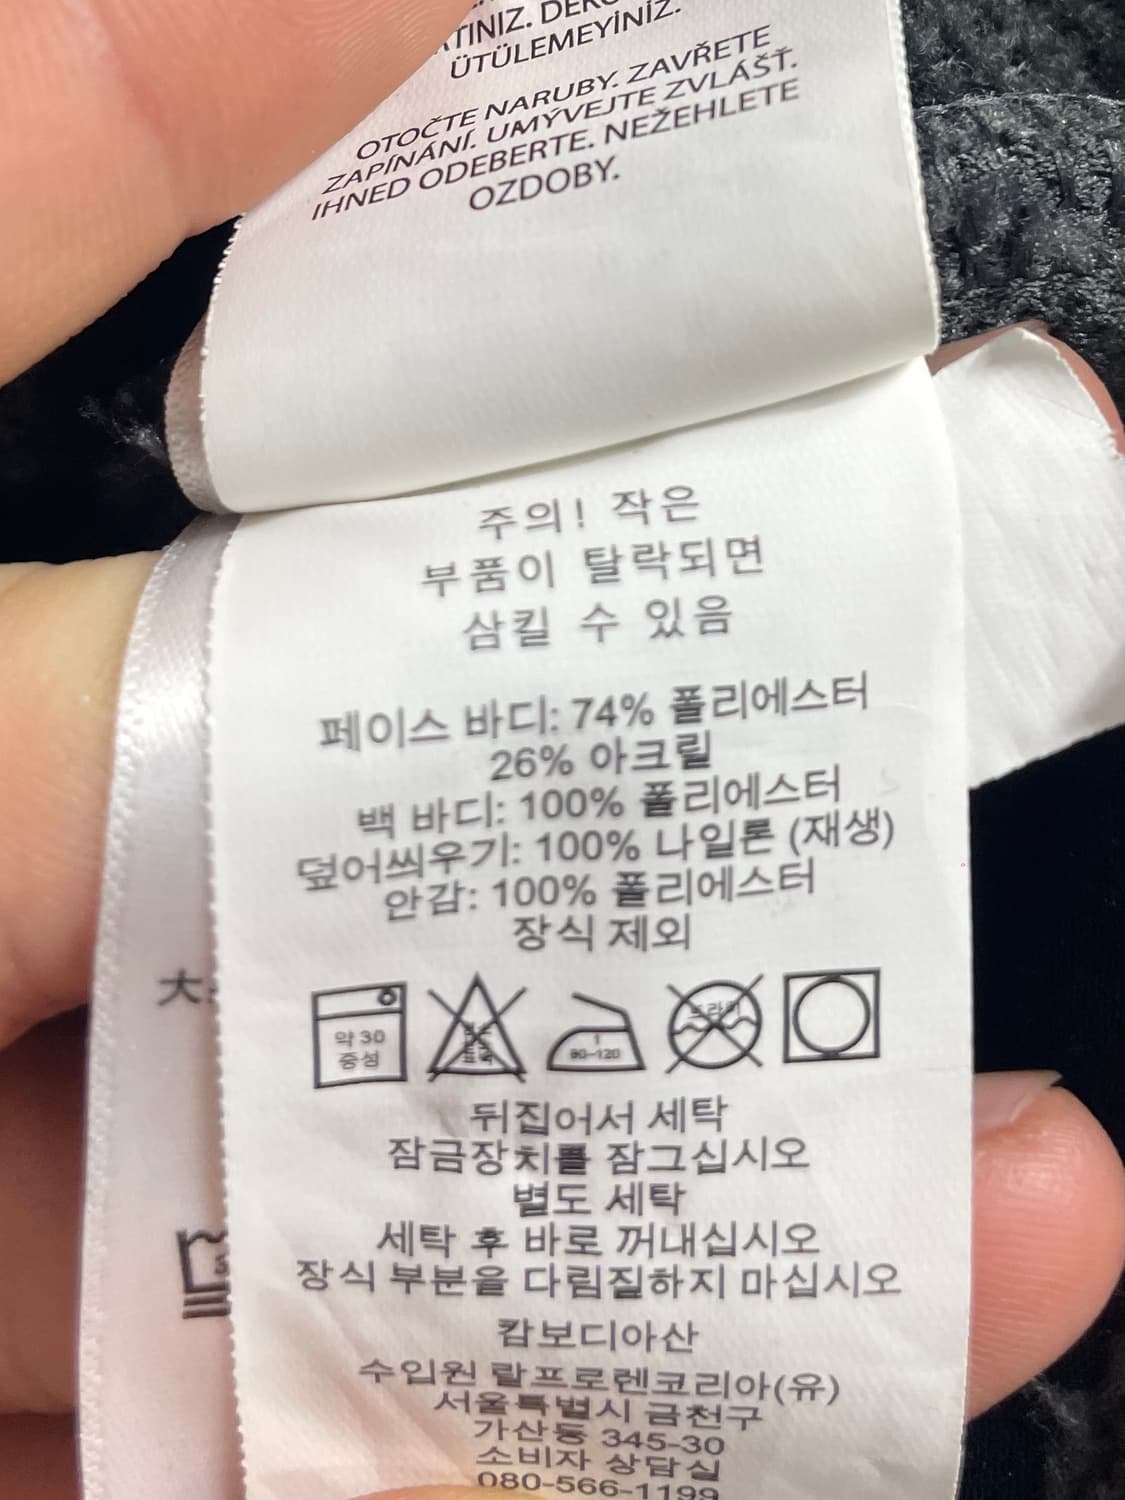 ÜTÜLEMEYİNİZ.
OTOČTE NARUBY. ZAVŘETE
ZAPÍNÁNÍ. UMÝVEJTE ZVLÁŠŤ.
IHNED ODEBERTE. NEŽEHLETE
OZDOBY.
주의! 작은
부품이 탈락되면
삼킬 수 있음
페이스 바디: 74% 폴리에스터
26% 아크릴
백 바디: 100% 폴리에스터
덮어씌우기: 100% 나일론 (재생)
안감: 100% 폴리에스터
장식 제외
약 30
중성
80-120
드라이
뒤집어서 세탁
잠금장치를 잠그십시오
별도 세탁
세탁 후 바로 꺼내십시오
장식 부분을 다림질하지 마십시오
캄보디아산
수입원 랄프로렌코리아(유)
서울특별시 금천구
가산동 345-30
소비자 상담실
080-566-1199